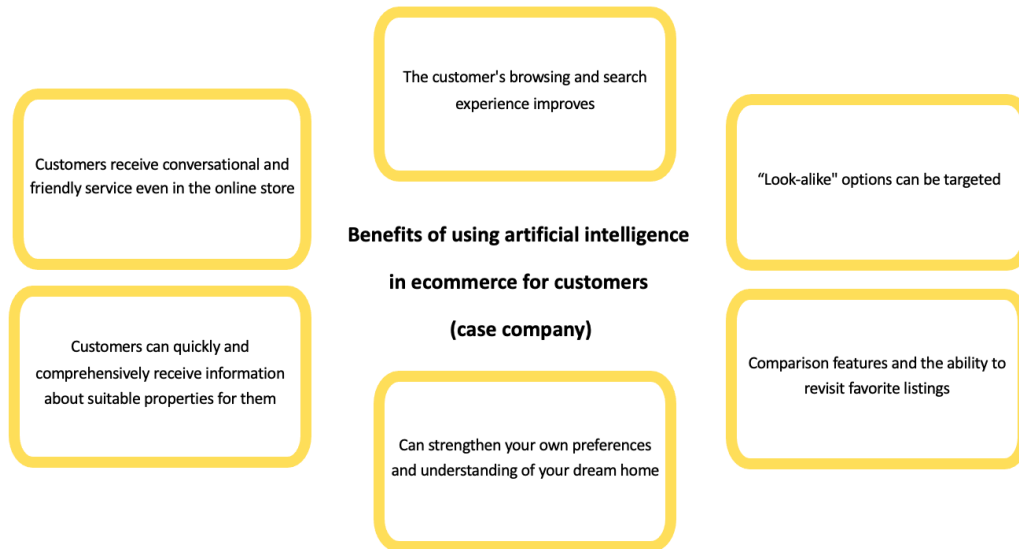 The customer's browsing and search
experience improves
Customers receive conversational and
friendly service even in the online store
“Look-alike" options can be targeted
Benefits of using artificial intelligence
in ecommerce for customers
(case company)
Customers can quickly and
comprehensively receive information
about suitable properties for them
Comparison features and the ability to
revisit favorite listings
Can strengthen your own preferences
and understanding of your dream home